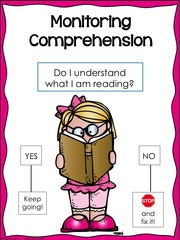 Monitoring
Comprehension
Do I understand
what I am reading?
YES
NO
Keep
going!
STOP
and
fix it!